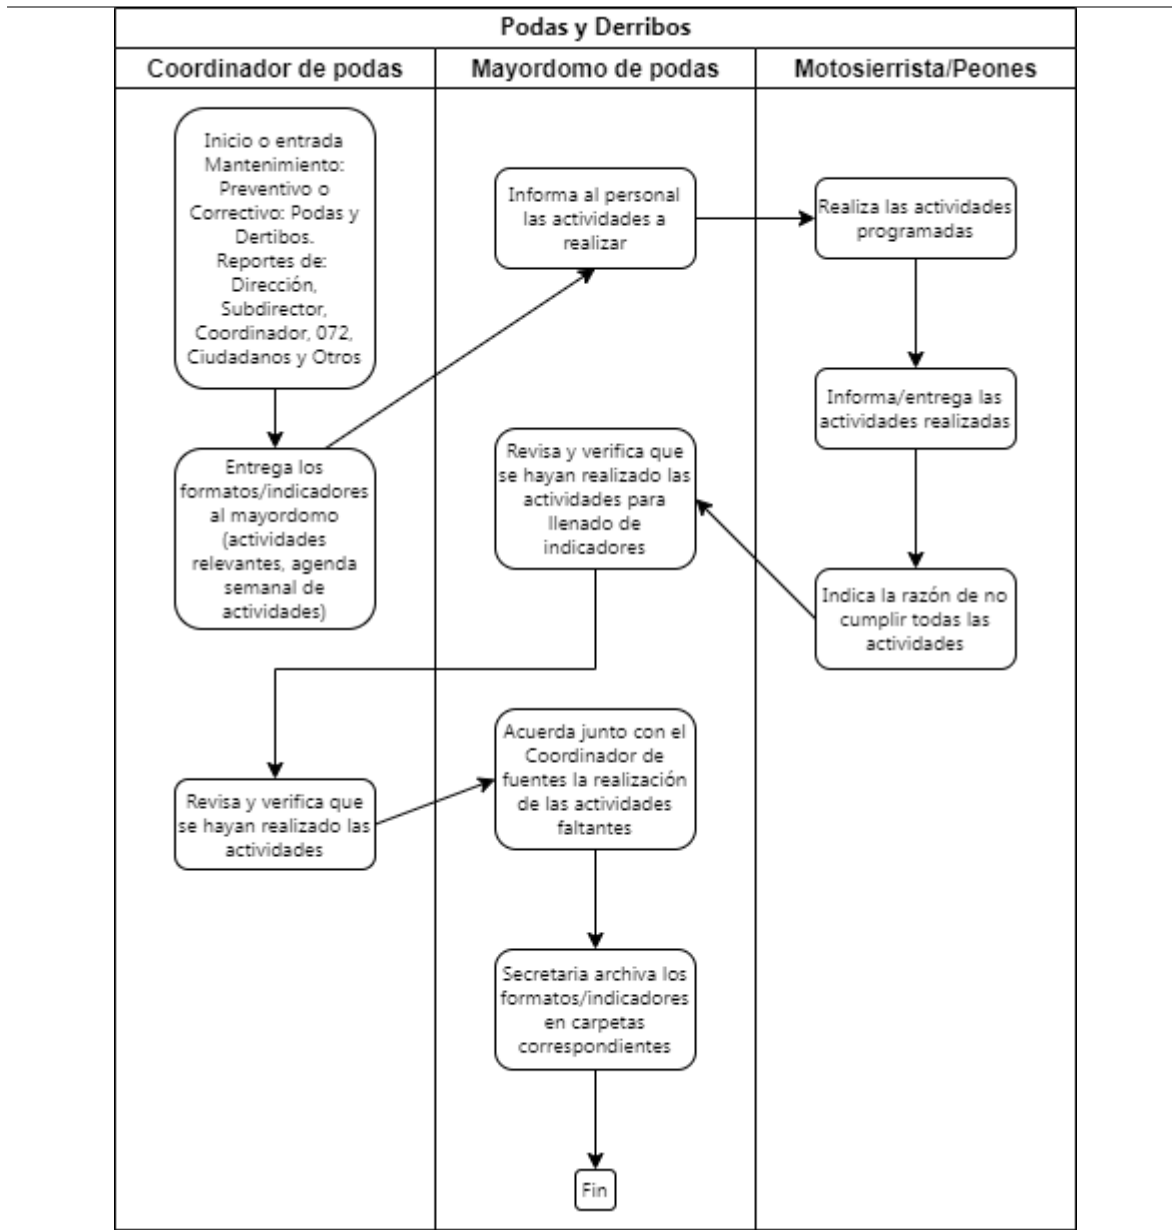 Podas y Derribos
Coordinador de podas
Mayordomo de podas
Motosierrista/Peones
Inicio o entrada
Mantenimiento:
Preventivo o
Correctivo: Podas y
Dertibos.
Reportes de:
Dirección,
Subdirector,
Coordinador, 072,
Ciudadanos y Otros
Entrega los
formatos/indicadores
al mayordomo
(actividades
relevantes, agenda
semanal de
actividades)
Informa al personal
las actividades a
realizar
Realiza las actividades
programadas
Informa/entrega las
actividades realizadas
Indica la razón de no
cumplir todas las
actividades
Revisa y verifica que
se hayan realizado las
actividades para
llenado de
indicadores
Revisa y verifica que
se hayan realizado las
actividades
Acuerda junto con el
Coordinador de
fuentes la realización
de las actividades
faltantes
Secretaria archiva los
formatos/indicadores
en carpetas
correspondientes
Fin